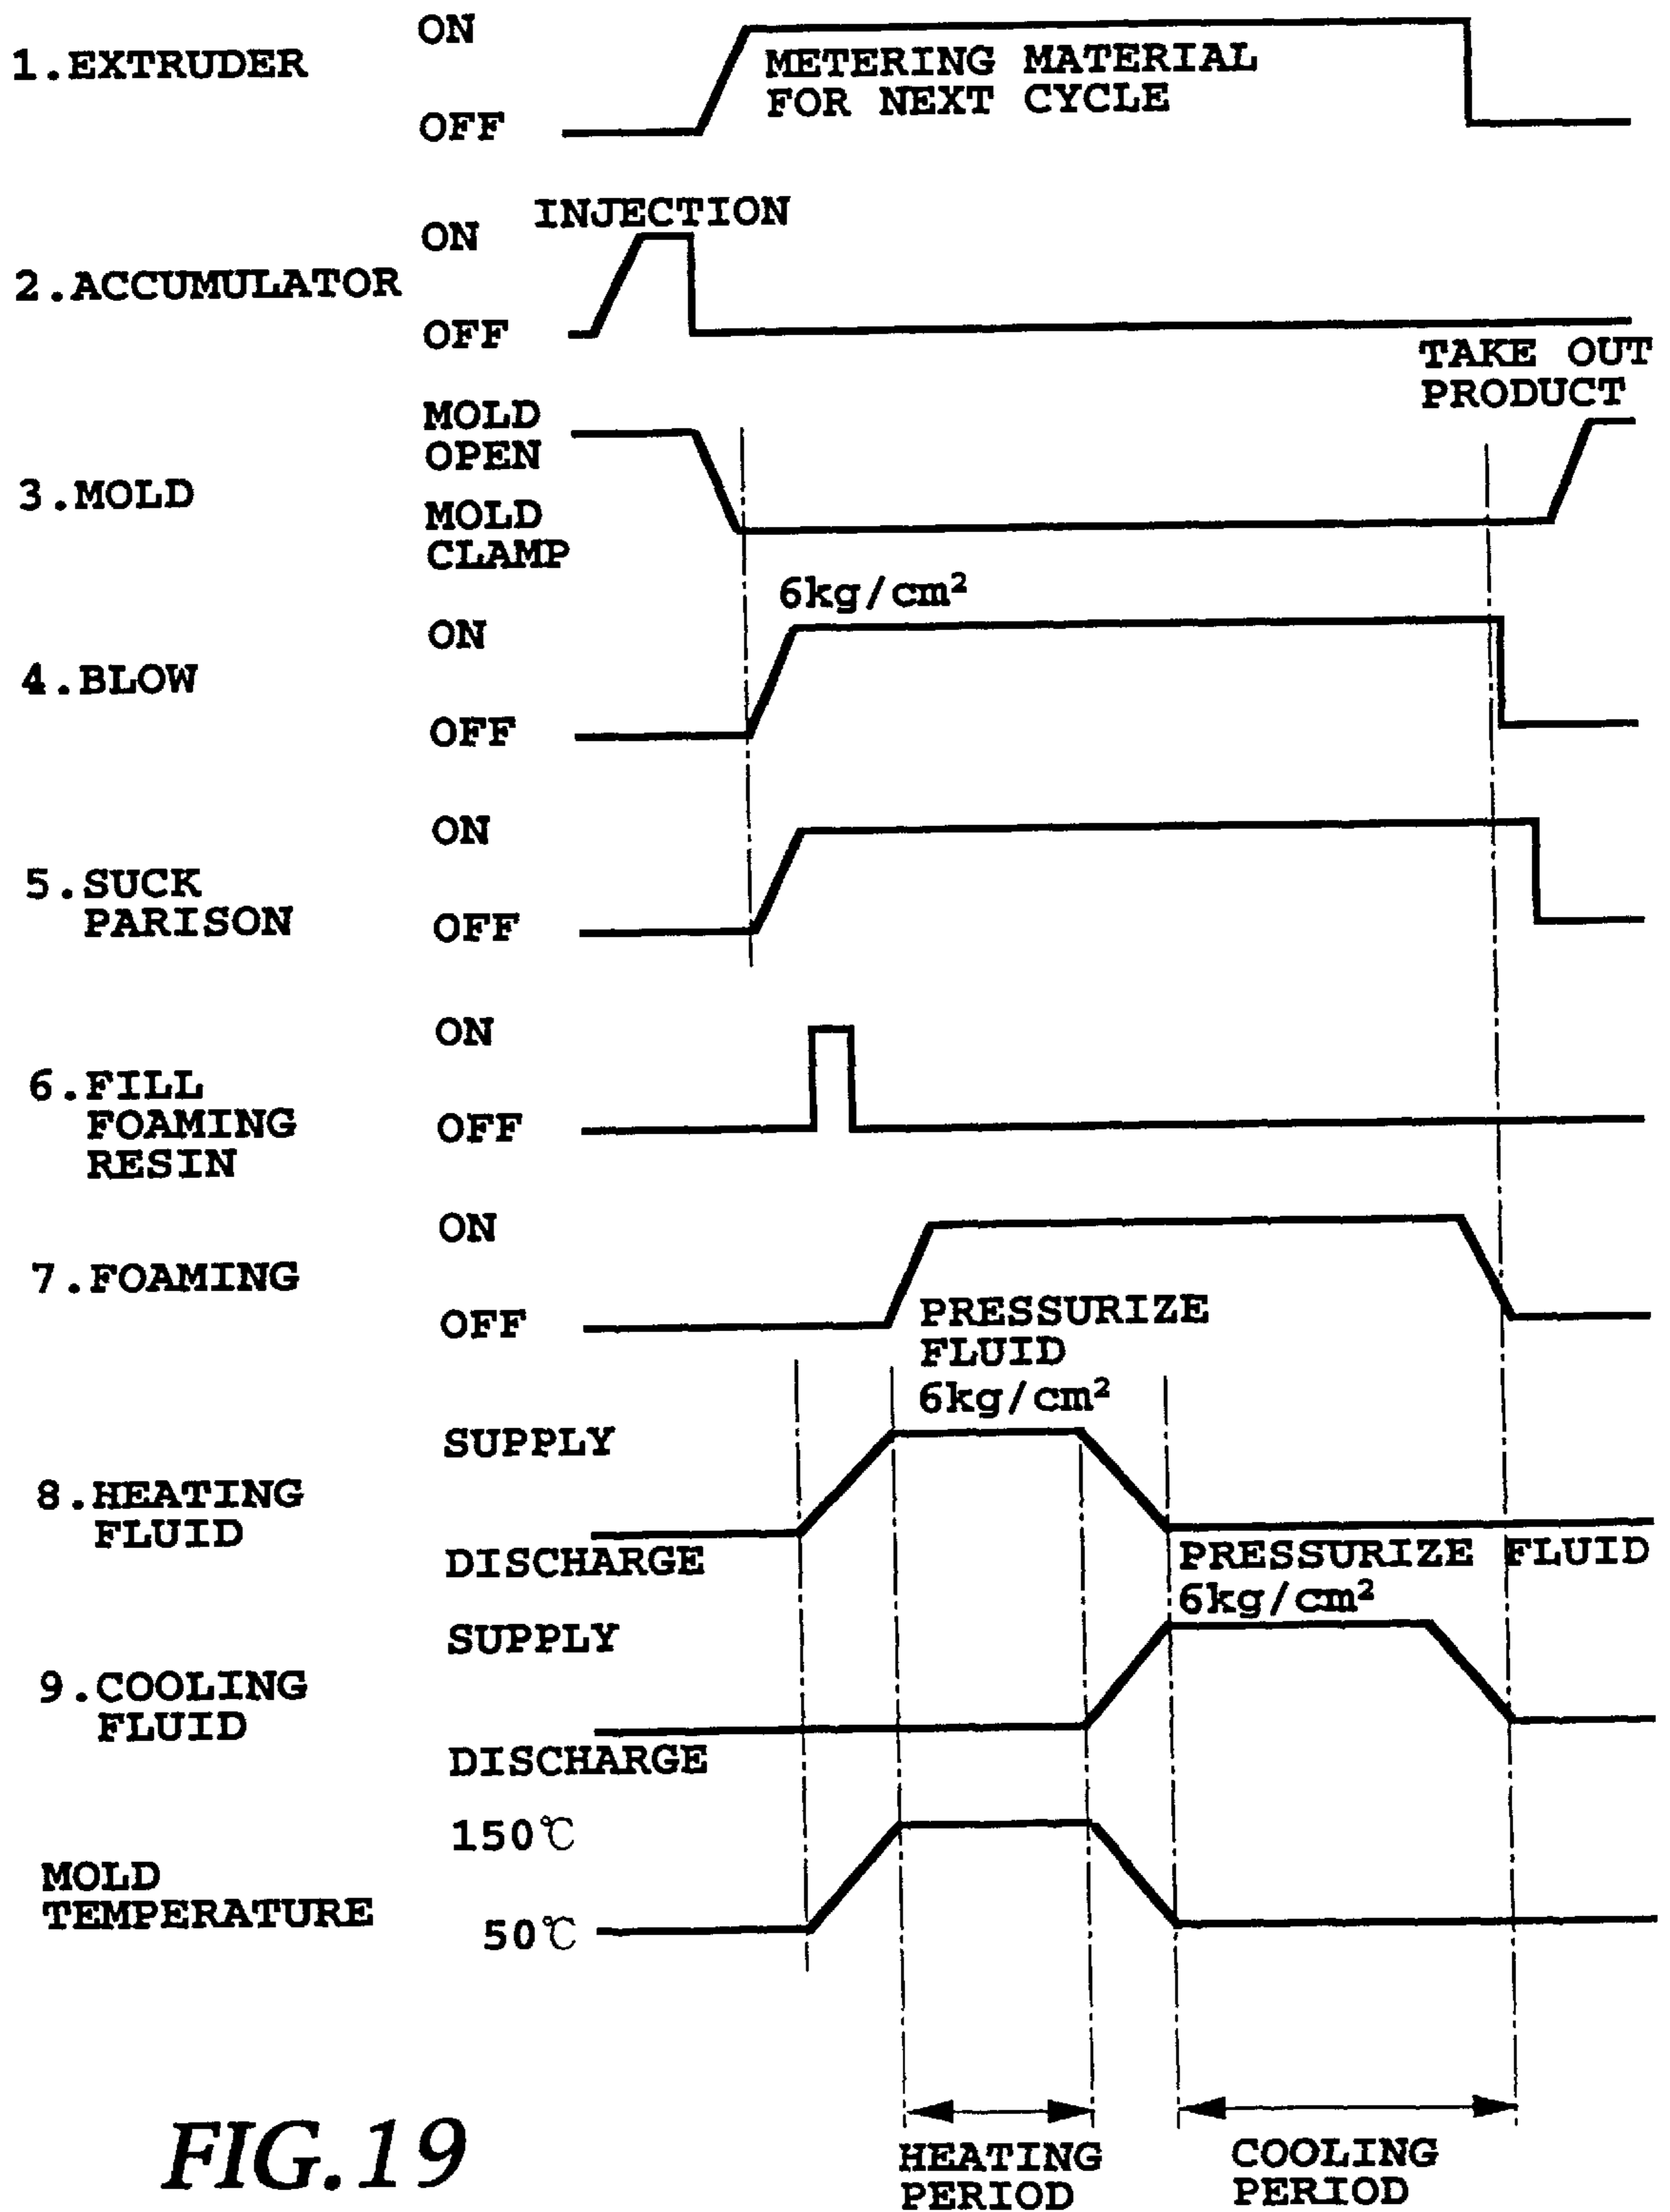 ON
1.EXTRUDER
METERING MATERIAL
FOR NEXT CYCLE
OFF
INJECTION
ON
2.ACCUMULATOR
OFF
TAKE OUT
PRODUCT
MOLD
OPEN
3.MOLD
MOLD
CLAMP
6kg/cm²
ON
4.BLOW
OFF
ON
5.SUCK
PARISON
OFF
ON
6.FILL
FOAMING
RESIN
OFF
ON
7.FOAMING
OFF
PRESSURIZE
FLUID
6kg/cm²
SUPPLY
8.HEATING
FLUID
DISCHARGE
PRESSURIZE FLUID
6kg/cm²
SUPPLY
9.COOLING
FLUID
DISCHARGE
150℃
MOLD
TEMPERATURE
50℃
HEATING
PERIOD
COOLING
PERIOD
FIG.19